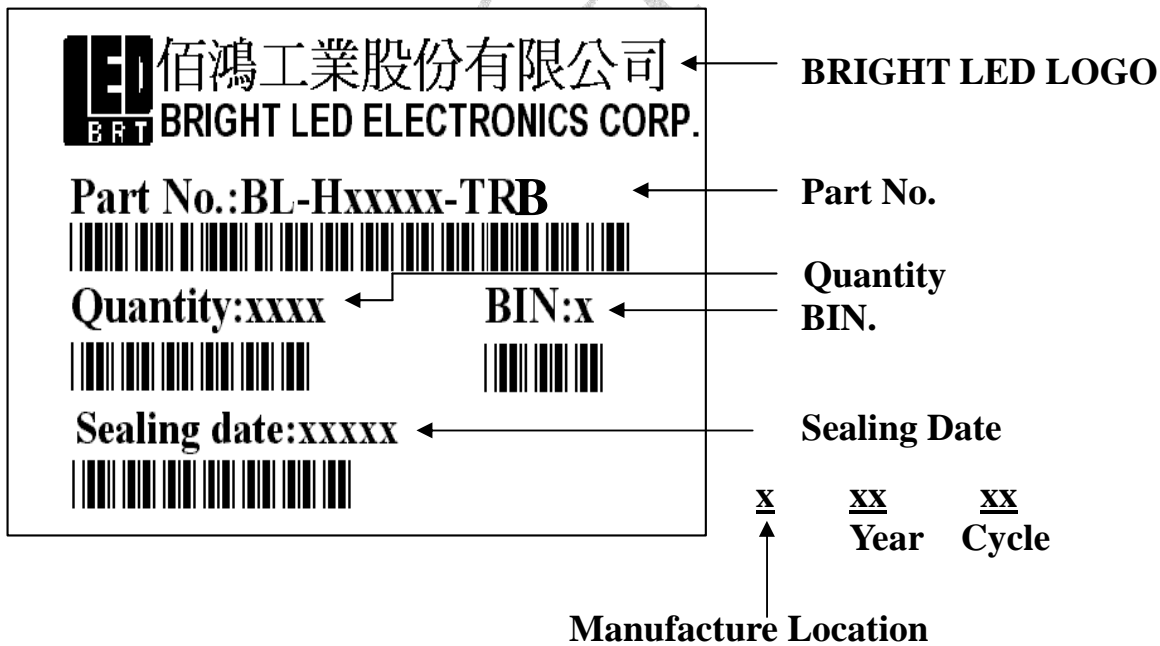 LED
BRT
佰鴻工業股份有限公司
BRIGHT LED ELECTRONICS CORP.
BRIGHT LED LOGO
Part No.:BL-Hxxxxx-TRB
Part No.
Quantity:xxxx
BIN:x
Quantity
BIN.
Sealing date:xxxxx
Sealing Date
x xx xx
Year Cycle
Manufacture Location